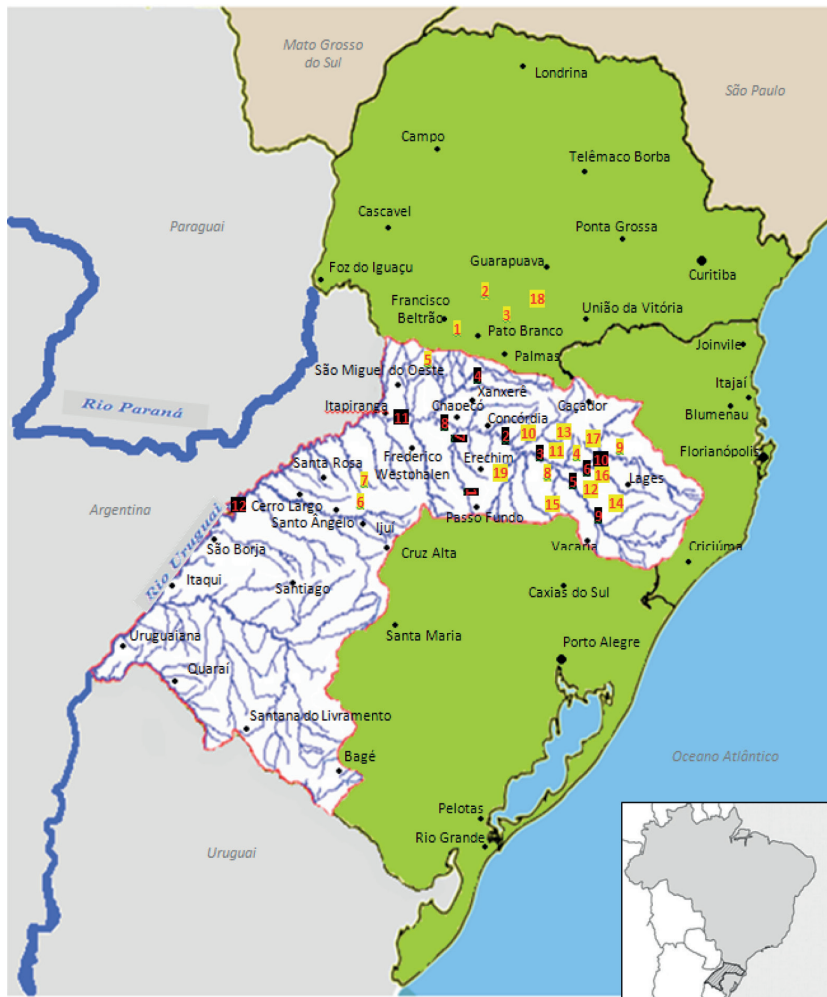 Mato Grosso
do Sul
Londrina
São Paulo
Campo
Telêmaco Borba
Cascavel
Paraguai
Ponta Grossa
Guarapuava
Curitiba
Foz do Iguaçu
2
18
Francisco
Beltrão
3
União da Vitória
1
Pato Branco
Joinvile
5
Palmas
São Miguel do Oeste
4
Xanxerê
Itajaí
Itapiranga
Chapecó
Caçador
Blumenau
11
8
Concórdia
Rio Paraná
7
2
10
13
17
9
Florianópolis
3
11
4
10
Frederico
Westphalen
Erechim
6
Santa Rosa
19
8
5
16
Lages
7
12
1
Argentina
12
Cerro Largo
6
15
14
Santo Angelo
Passo Fundo
9
Ijuí
São Borja
Cruz Alta
Vacaria
Criciúma
Rio Uruguai
Itaqui
Santiago
Caxias do Sul
Santa Maria
Uruguaiana
Porto Alegre
Quaraí
Santana do Livramento
Bagé
Oceano Atlântico
Pelotas
Rio Grande
Uruguai